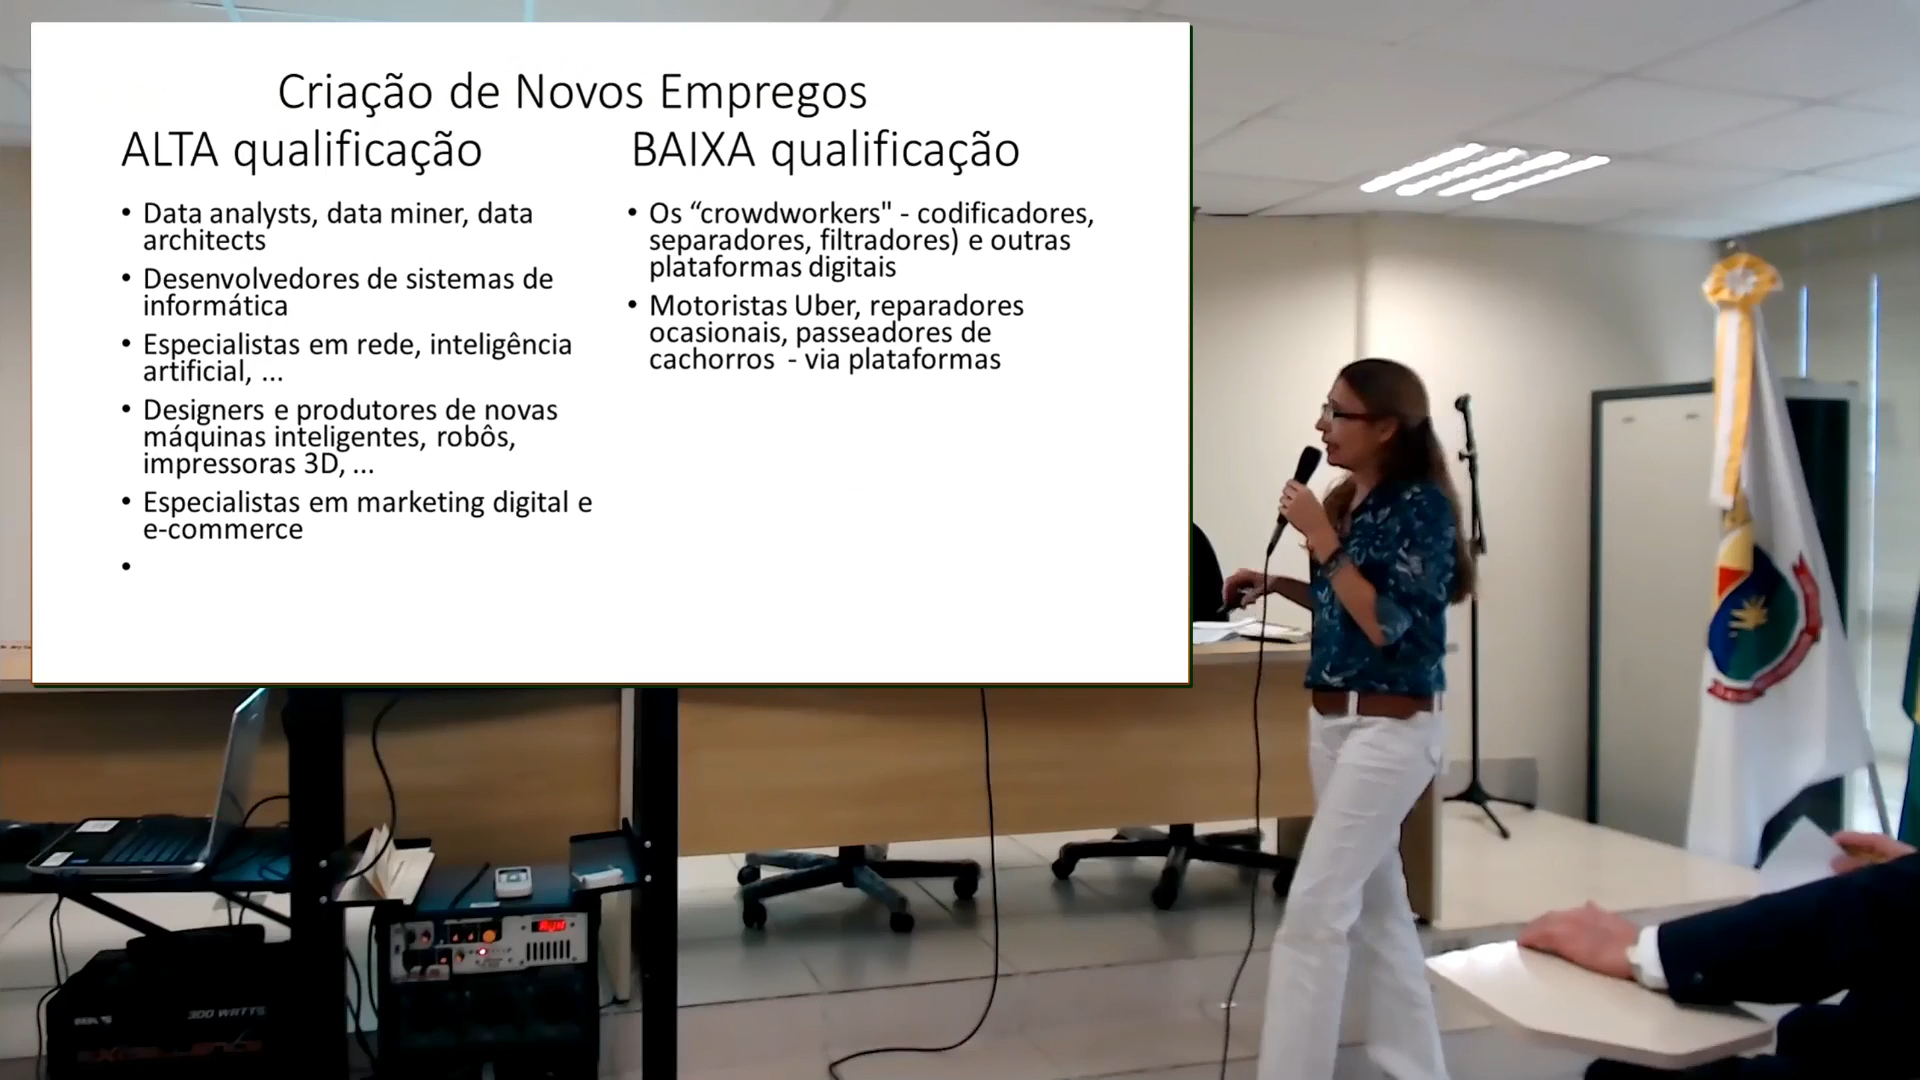 Criação de Novos Empregos
ALTA qualificação
BAIXA qualificação
• Data analysts, data miner, data
architects
• Desenvolvedores de sistemas de
informática
• Especialistas em rede, inteligência
artificial, ...
• Designers e produtores de novas
máquinas inteligentes, robôs,
impressoras 3D, ...
• Especialistas em marketing digital e
e-commerce
•
• Os “crowdworkers" - codificadores,
separadores, filtradores) e outras
plataformas digitais
• Motoristas Uber, reparadores
ocasionais, passeadores de
cachorros  - via plataformas
300 WATTS